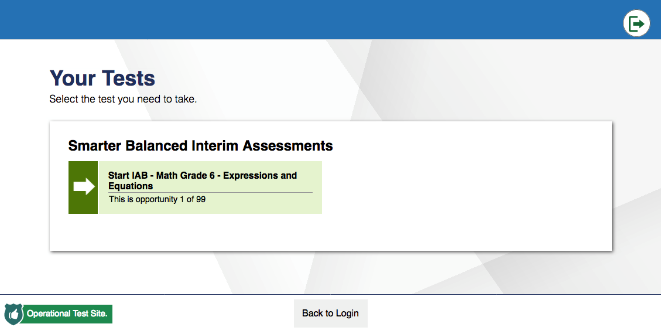 Your Tests
Select the test you need to take.
Smarter Balanced Interim Assessments
Start IAB - Math Grade 6 - Expressions and
Equations
This is opportunity 1 of 99
Operational Test Site.
Back to Login